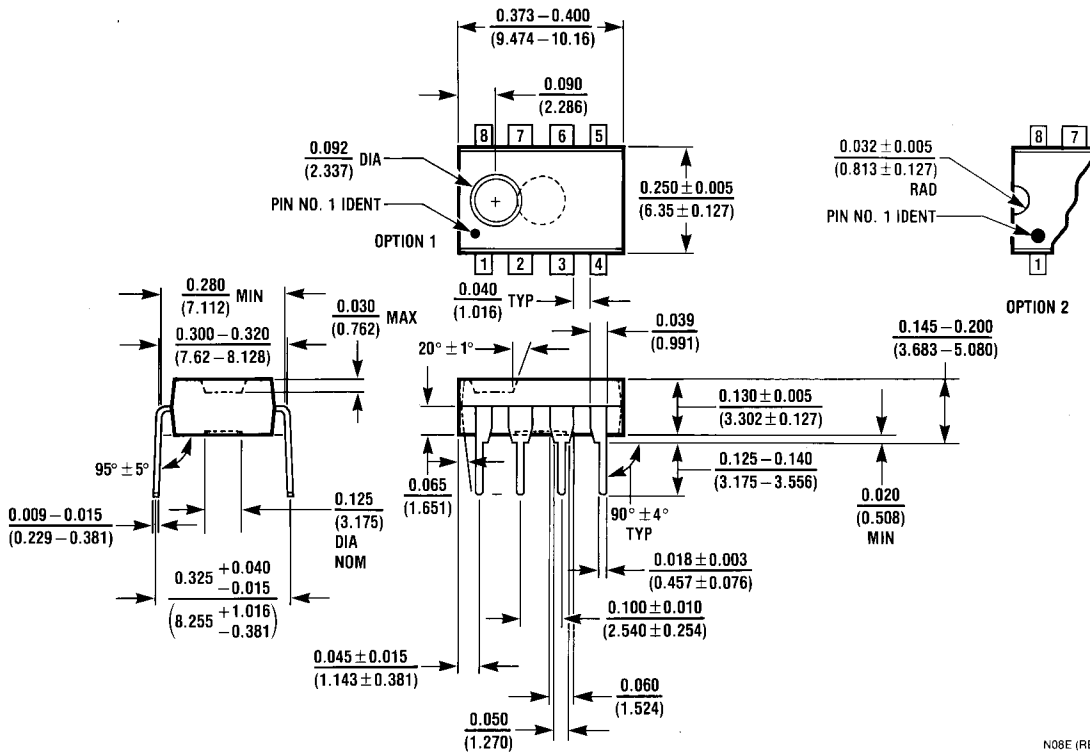 0.373 – 0.400
(9.474 – 10.16)
0.090
(2.286)
8 7 6 5
0.092
(2.337) DIA
PIN NO. 1 IDENT
OPTION 1
0.250 ± 0.005
(6.35 ± 0.127)
1 2 3 4
8 7
0.032 ± 0.005
(0.813 ± 0.127)
RAD
PIN NO. 1 IDENT
1
OPTION 2
0.280
(7.112) MIN
0.300 – 0.320
(7.62 – 8.128)
0.030
(0.762) MAX
0.040
(1.016) TYP
20° ± 1°
0.039
(0.991)
0.145 – 0.200
(3.683 – 5.080)
0.130 ± 0.005
(3.302 ± 0.127)
95° ± 5°
0.065
(1.651)
0.125 – 0.140
(3.175 – 3.556)
90° ± 4°
TYP
0.020
(0.508)
MIN
0.009 – 0.015
(0.229 – 0.381)
0.125
(3.175)
DIA
NOM
0.018 ± 0.003
(0.457 ± 0.076)
0.325 +0.040
−0.015
(8.255 +1.016
−0.381)
0.100 ± 0.010
(2.540 ± 0.254)
0.045 ± 0.015
(1.143 ± 0.381)
0.060
(1.524)
0.050
(1.270)
N08E